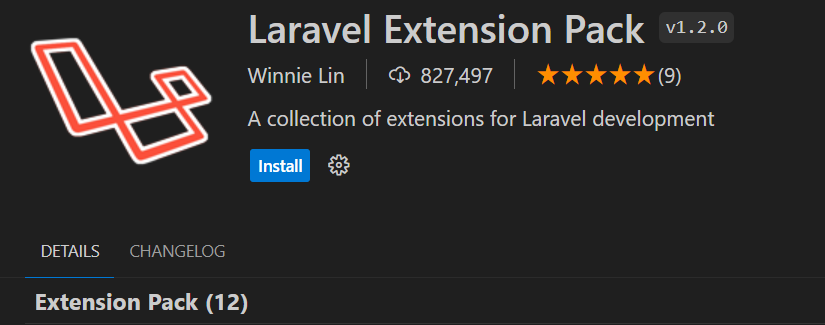 Laravel Extension Pack v1.2.0
Winnie Lin 827,497 (9)
A collection of extensions for Laravel development
Install
DETAILS CHANGELOG
Extension Pack (12)